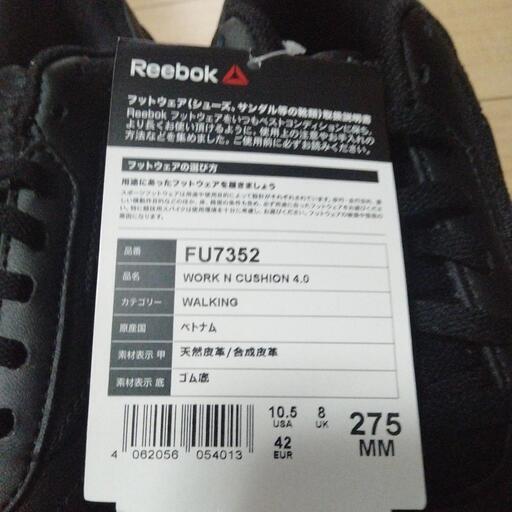 Reebok
フットウェア(シューズ、サンダル等の靴類)取扱説明書
Reebok フットウェアをいつもベストコンディションに保ち、
より長くお使い頂けるように、使用上の注意やお手入れの
方法などを集めました。ご使用前に必ずお読みください。
フットウェアの選び方
用途にあったフットウェアを履きましょう
品番 FU7352
品名 WORK N CUSHION 4.0
カテゴリー WALKING
原産国 ベトナム
素材表示 甲 天然皮革/合成皮革
素材表示 底 ゴム底
10.5 USA 8 UK 275 MM
42 EUR
4 062056 054013